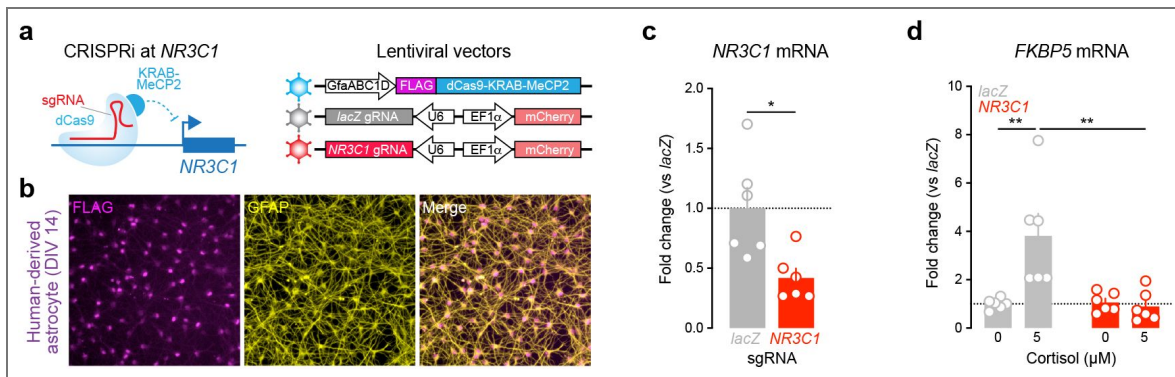 a
CRISPRi at NR3C1
KRAB-
MeCP2
sgRNA
dCas9
NR3C1
Lentiviral vectors
GfaABC1D FLAG dCas9-KRAB-MeCP2
lacZ gRNA U6 EF1α mCherry
NR3C1 gRNA U6 EF1α mCherry
b
Human-derived
astrocyte (DIV 14)
FLAG GFAP Merge
c
NR3C1 mRNA
Fold change (vs lacZ)
2.0
1.5
1.0
0.5
0.0
*
lacZ NR3C1
sgRNA
d
FKBP5 mRNA
Fold change (vs lacZ)
10
8
6
4
2
0
lacZ
NR3C1
** **
0 5 0 5
Cortisol (µM)